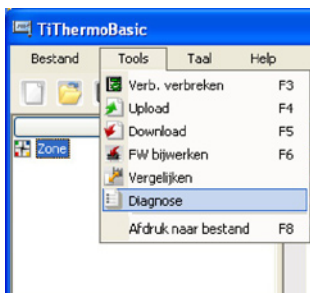 TiThermoBasic
Bestand Tools Taal Help
Verb. verbreken F3
Upload F4
Download F5
Zone
FW bijwerken F6
Vergelijken
Diagnose
Afdruk naar bestand F8